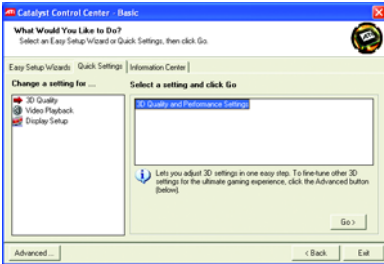 ATI Catalyst Control Center - Basic
What Would You Like to Do?
Select an Easy Setup Wizard or Quick Settings, then click Go.
Easy Setup Wizards Quick Settings Information Center
Change a setting for ...
3D Quality
Video Playback
Display Setup
Select a setting and click Go
3D Quality and Performance Settings
Lets you adjust 3D settings in one easy step. To fine-tune other 3D
settings for the ultimate gaming experience, click the Advanced button
(below).
Go >
Advanced ...
< Back
Exit